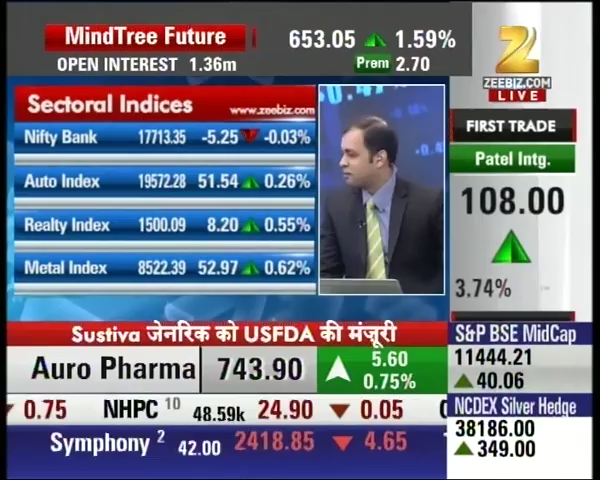 MindTree Future
653.05 1.59%
OPEN INTEREST 1.36m
Prem 2.70
Z
ZEEBIZ.COM
LIVE
Sectoral Indices www.zeebiz.com
Nifty Bank 17713.35 -5.25 -0.03%
Auto Index 19572.28 51.54 0.26%
Realty Index 1500.09 8.20 0.55%
Metal Index 8522.39 52.97 0.62%
FIRST TRADE
Patel Intg.
108.00
3.74%
Sustiva जेनरिक को USFDA की मंजूरी
Auro Pharma 743.90 5.60
0.75%
S&P BSE MidCap
11444.21
40.06
0.75 NHPC 10 48.59k 24.90 0.05
NCDEX Silver Hedge
38186.00
349.00
Symphony 2 42.00 2418.85 4.65